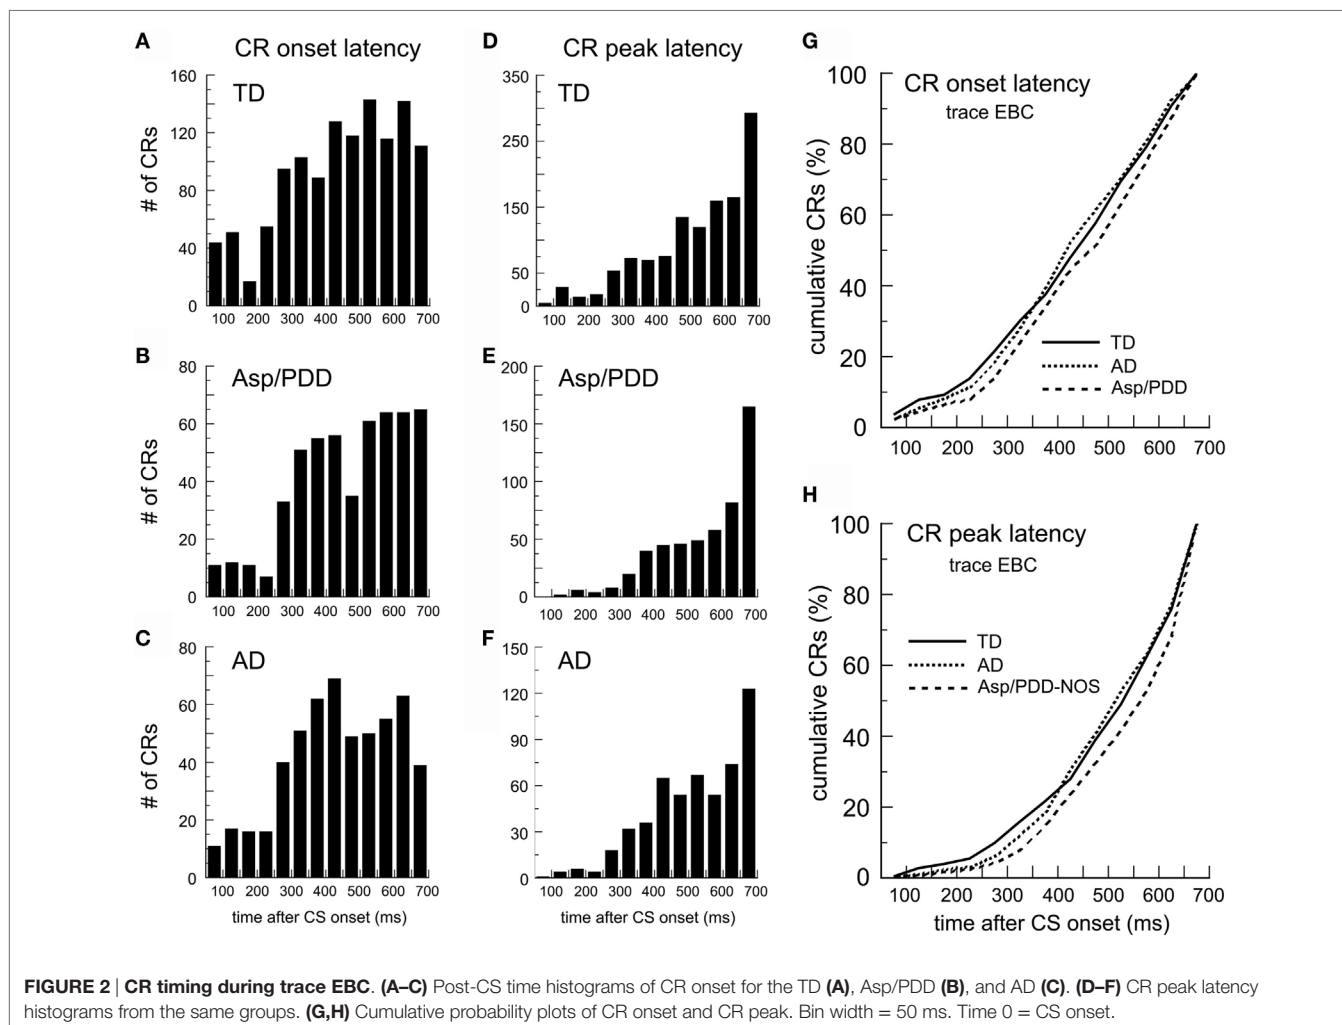 A
CR onset latency
TD
160
120
80
40
0
# of CRs
100 200 300 400 500 600 700
B
Asp/PDD
80
60
40
20
0
# of CRs
100 200 300 400 500 600 700
C
AD
80
60
40
20
0
# of CRs
100 200 300 400 500 600 700
time after CS onset (ms)
D
CR peak latency
TD
350
250
150
50
0
100 200 300 400 500 600 700
E
Asp/PDD
200
150
100
50
0
100 200 300 400 500 600 700
F
AD
150
120
90
60
30
0
100 200 300 400 500 600 700
time after CS onset (ms)
G
CR onset latency
trace EBC
100
80
60
40
20
0
cumulative CRs (%)
TD
AD
Asp/PDD
100 200 300 400 500 600 700
H
CR peak latency
trace EBC
100
80
60
40
20
0
cumulative CRs (%)
TD
AD
Asp/PDD-NOS
100 200 300 400 500 600 700
time after CS onset (ms)
FIGURE 2 | CR timing during trace EBC. (A–C) Post-CS time histograms of CR onset for the TD (A), Asp/PDD (B), and AD (C). (D–F) CR peak latency
histograms from the same groups. (G,H) Cumulative probability plots of CR onset and CR peak. Bin width = 50 ms. Time 0 = CS onset.